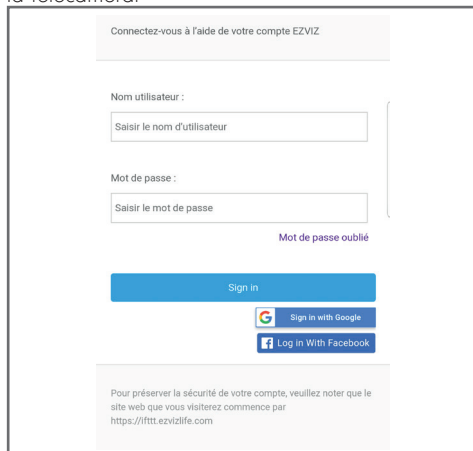 la telecamera.
Connectez-vous à l'aide de votre compte EZVIZ
Nom utilisateur :
Saisir le nom d'utilisateur
Mot de passe :
Saisir le mot de passe
Mot de passe oublié
Sign in
Sign in with Google
Log in With Facebook
Pour préserver la sécurité de votre compte, veuillez noter que le
site web que vous visiterez commence par
https://ifttt.ezvizlife.com